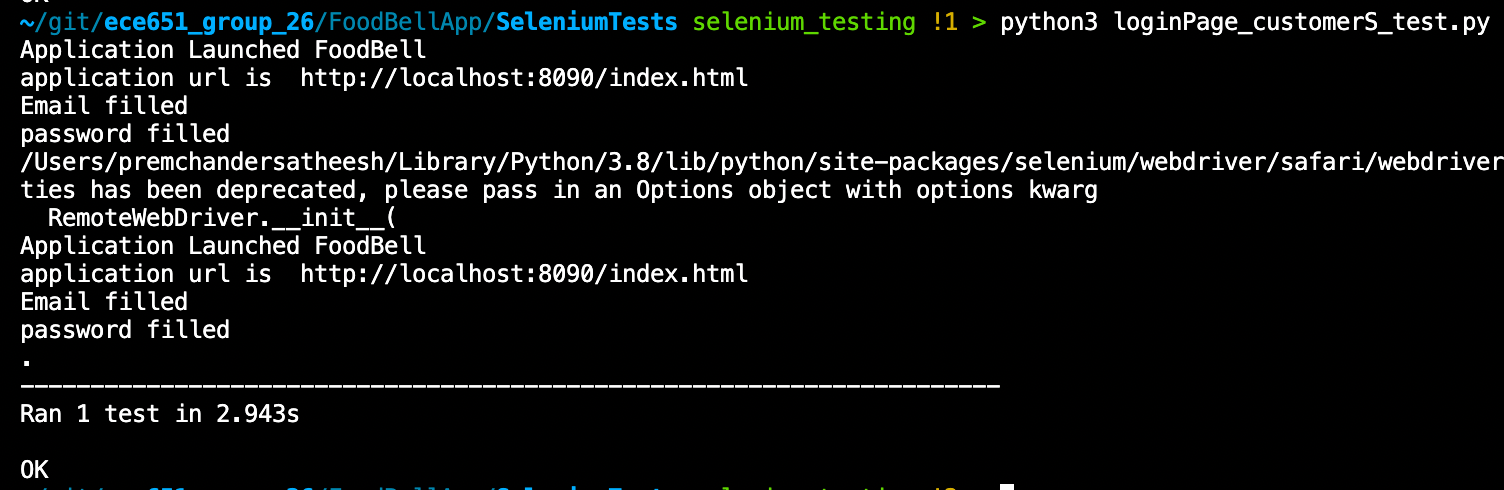 ~/git/ece651_group_26/FoodBellApp/SeleniumTests selenium_testing !1 > python3 loginPage_customerS_test.py
Application Launched FoodBell
application url is  http://localhost:8090/index.html
Email filled
password filled
/Users/premchandersatheesh/Library/Python/3.8/lib/python/site-packages/selenium/webdriver/safari/webdriver
ties has been deprecated, please pass in an Options object with options kwarg
  RemoteWebDriver.__init__(
Application Launched FoodBell
application url is  http://localhost:8090/index.html
Email filled
password filled
.
----------------------------------------------------------------------
Ran 1 test in 2.943s
OK